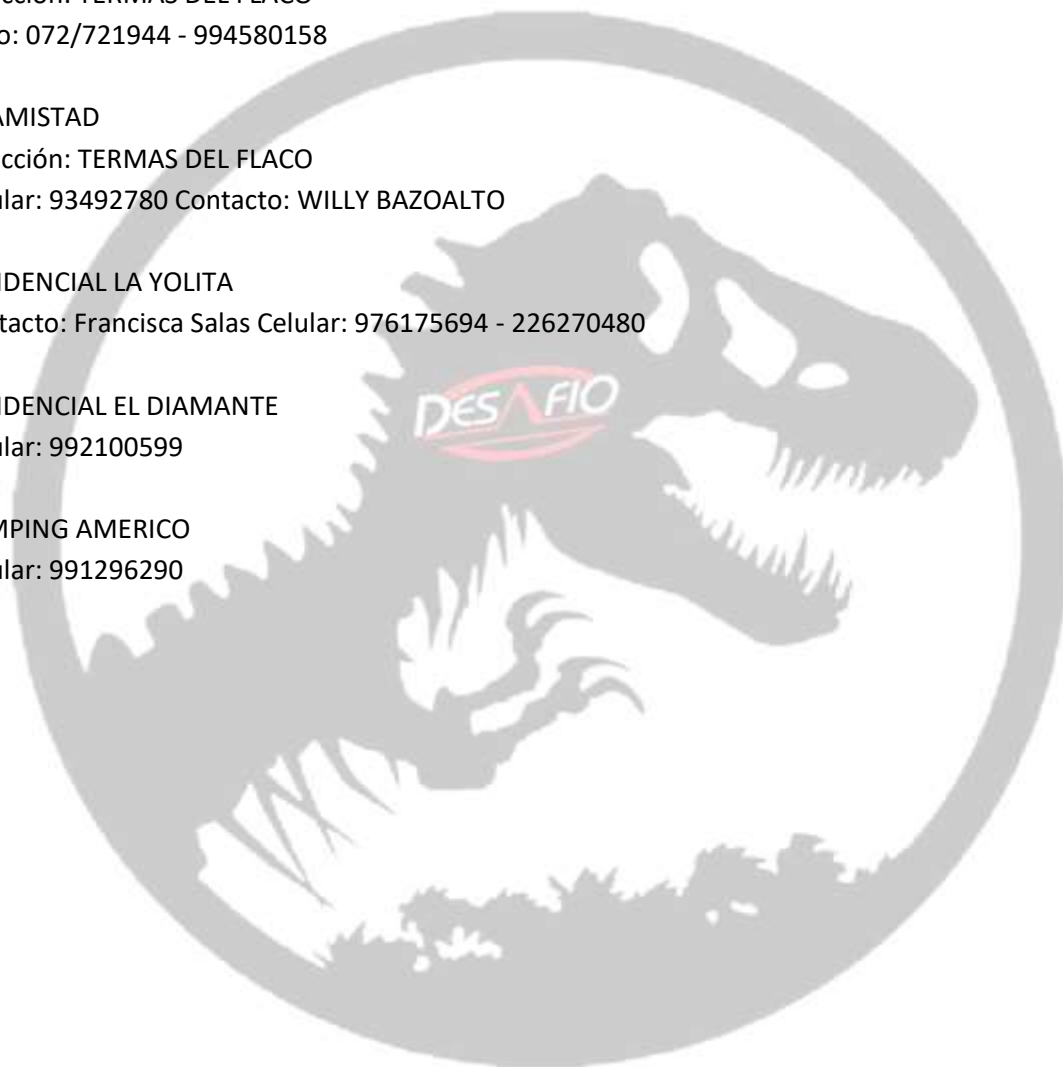 cción: TERMAS DEL FLACO
o: 072/721944 - 994580158
AMISTAD
cción: TERMAS DEL FLACO
ular: 93492780 Contacto: WILLY BAZOALTO
IDENCIAL LA YOLITA
tacto: Francisca Salas Celular: 976175694 - 226270480
IDENCIAL EL DIAMANTE
ular: 992100599
MPING AMERICO
ular: 991296290
DESAFIO